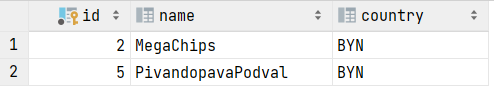 id name country
1 2 MegaChips BYN
2 5 PivandopavaPodval BYN